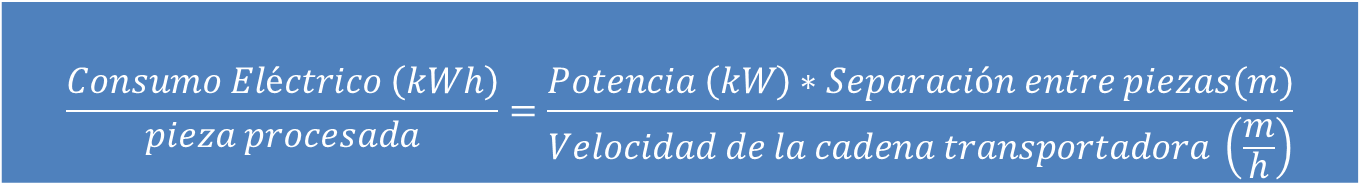 Consumo Eléctrico (kWh) / pieza procesada = Potencia (kW) * Separación entre piezas(m) / Velocidad de la cadena transportadora (m/h)